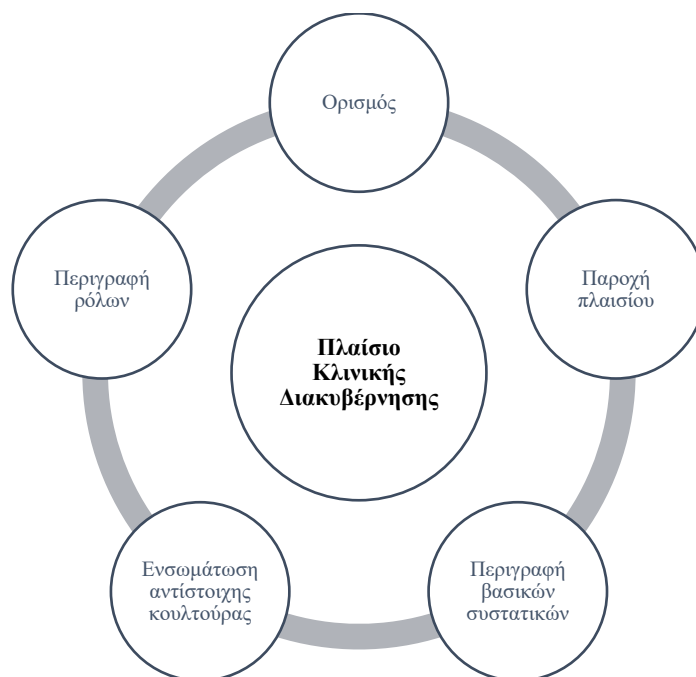 Ορισμός
Παροχή
πλαισίου
Περιγραφή
βασικών
συστατικών
Ενσωμάτωση
αντίστοιχης
κουλτούρας
Περιγραφή
ρόλων
Πλαίσιο
Κλινικής
Διακυβέρνησης